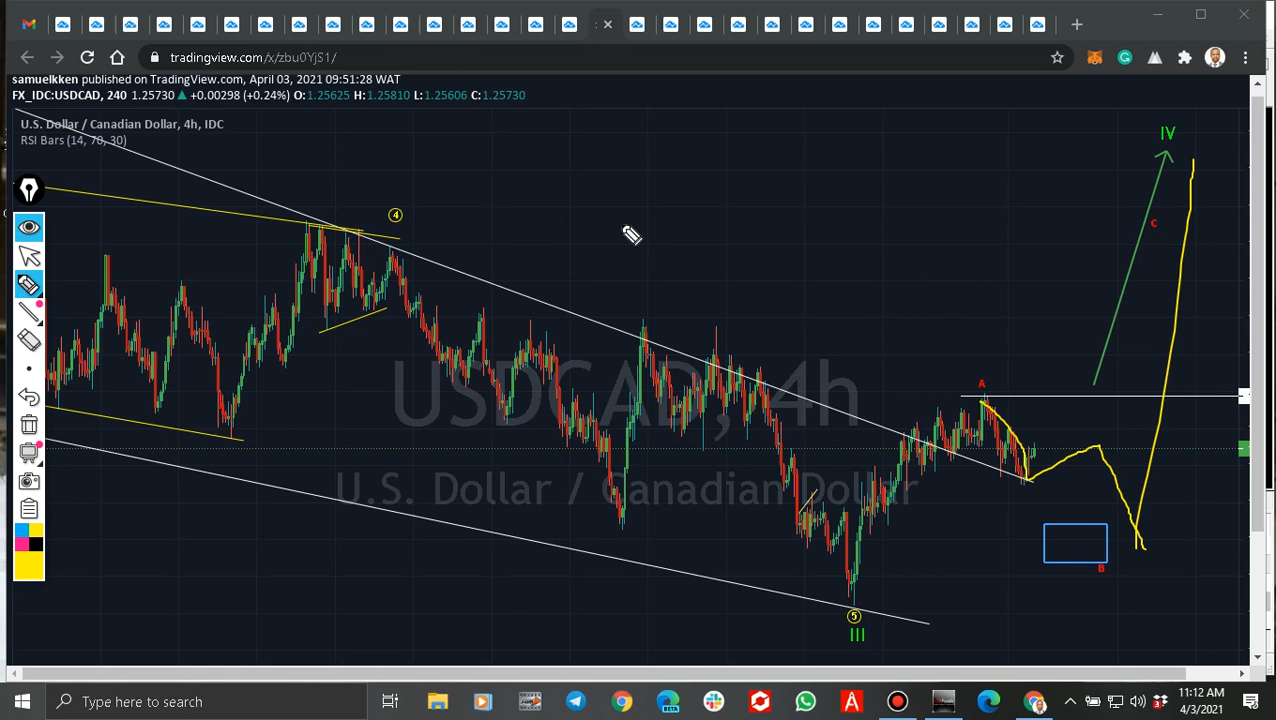 tradingview.com/x/zbu0YjS1/
samuelkken published on TradingView.com, April 03, 2021 09:51:28 WAT
FX_IDC:USDCAD, 240 1.25730 ▲ +0.00298 (+0.24%) O:1.25625 H:1.25810 L:1.25606 C:1.25730
U.S. Dollar / Canadian Dollar, 4h, IDC
RSI Bars (14, 70, 30)
IV
4
C
USDCAD, 4h
A
U.S. Dollar / Canadian Dollar
B
5
III
Type here to search
BETA
A
3
11:12 AM
4/3/2021